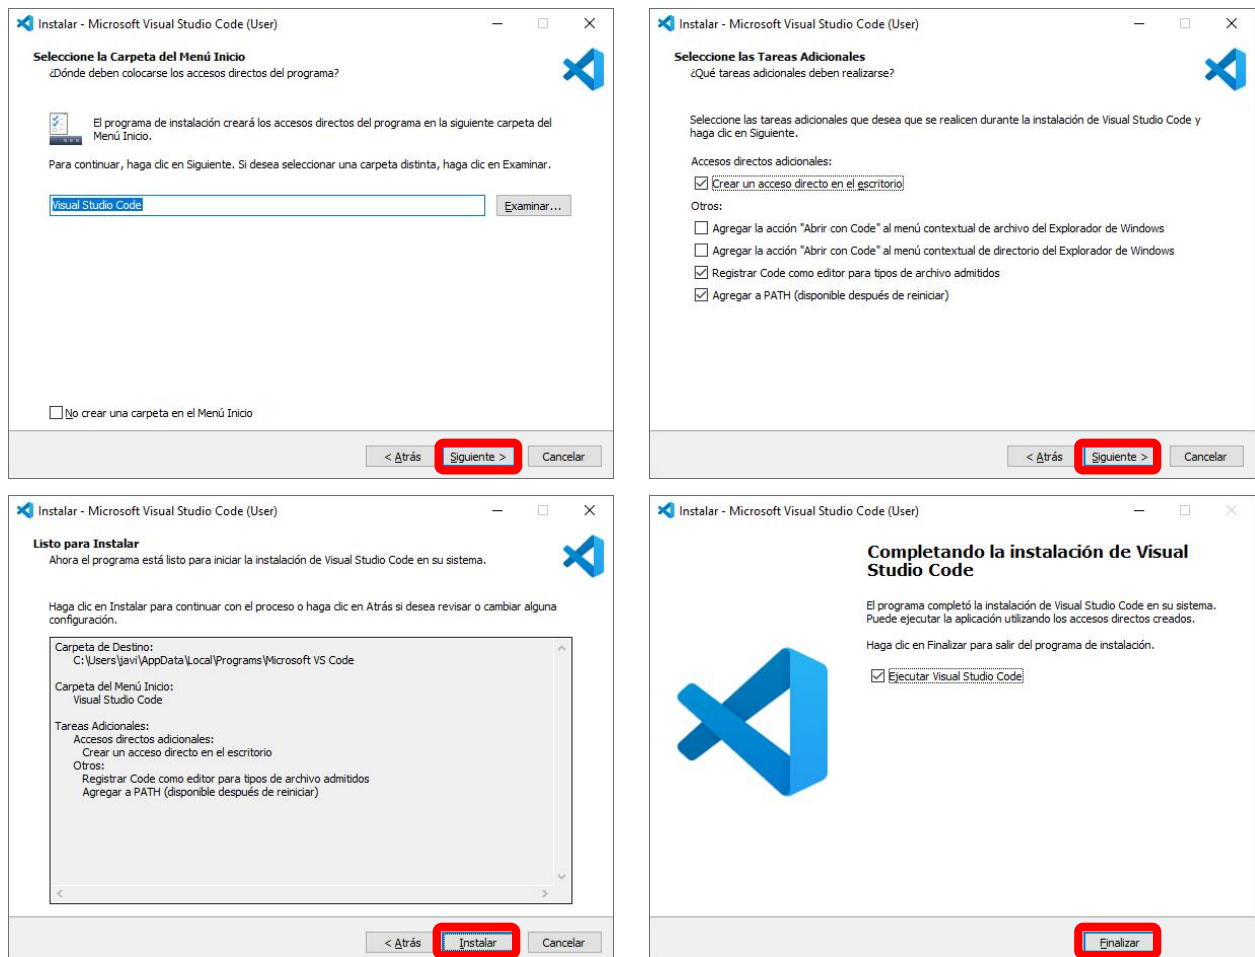 Instalar - Microsoft Visual Studio Code (User)
Seleccione la Carpeta del Menú Inicio
¿Dónde deben colocarse los accesos directos del programa?
El programa de instalación creará los accesos directos del programa en la siguiente carpeta del
Menú Inicio.
Para continuar, haga clic en Siguiente. Si desea seleccionar una carpeta distinta, haga clic en Examinar.
Visual Studio Code
Examinar...
No crear una carpeta en el Menú Inicio
< Atrás
Siguiente >
Cancelar
Instalar - Microsoft Visual Studio Code (User)
Seleccione las Tareas Adicionales
¿Qué tareas adicionales deben realizarse?
Seleccione las tareas adicionales que desea que se realicen durante la instalación de Visual Studio Code y
haga clic en Siguiente.
Accesos directos adicionales:
Crear un acceso directo en el escritorio
Otros:
Agregar la acción "Abrir con Code" al menú contextual de archivo del Explorador de Windows
Agregar la acción "Abrir con Code" al menú contextual de directorio del Explorador de Windows
Registrar Code como editor para tipos de archivo admitidos
Agregar a PATH (disponible después de reiniciar)
< Atrás
Siguiente >
Cancelar
Instalar - Microsoft Visual Studio Code (User)
Listo para Instalar
Ahora el programa está listo para iniciar la instalación de Visual Studio Code en su sistema.
Haga clic en Instalar para continuar con el proceso o haga clic en Atrás si desea revisar o cambiar alguna
configuración.
Carpeta de Destino:
C:\Users\javi\AppData\Local\Programs\Microsoft VS Code
Carpeta del Menú Inicio:
Visual Studio Code
Tareas Adicionales:
Accesos directos adicionales:
Crear un acceso directo en el escritorio
Otros:
Registrar Code como editor para tipos de archivo admitidos
Agregar a PATH (disponible después de reiniciar)
< Atrás
Instalar
Cancelar
Instalar - Microsoft Visual Studio Code (User)
Completando la instalación de Visual
Studio Code
El programa completó la instalación de Visual Studio Code en su sistema.
Puede ejecutar la aplicación utilizando los accesos directos creados.
Haga clic en Finalizar para salir del programa de instalación.
Ejecutar Visual Studio Code
Finalizar